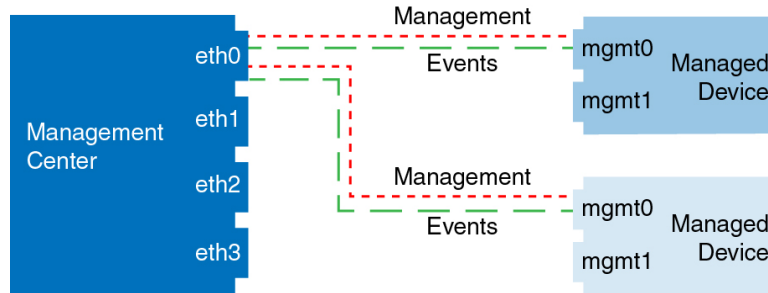 Management
eth0
mgmt0
Managed
Device
Events
mgmt1
eth1
Management
Center
eth2
Management
mgmt0
Managed
Device
Events
eth3
mgmt1